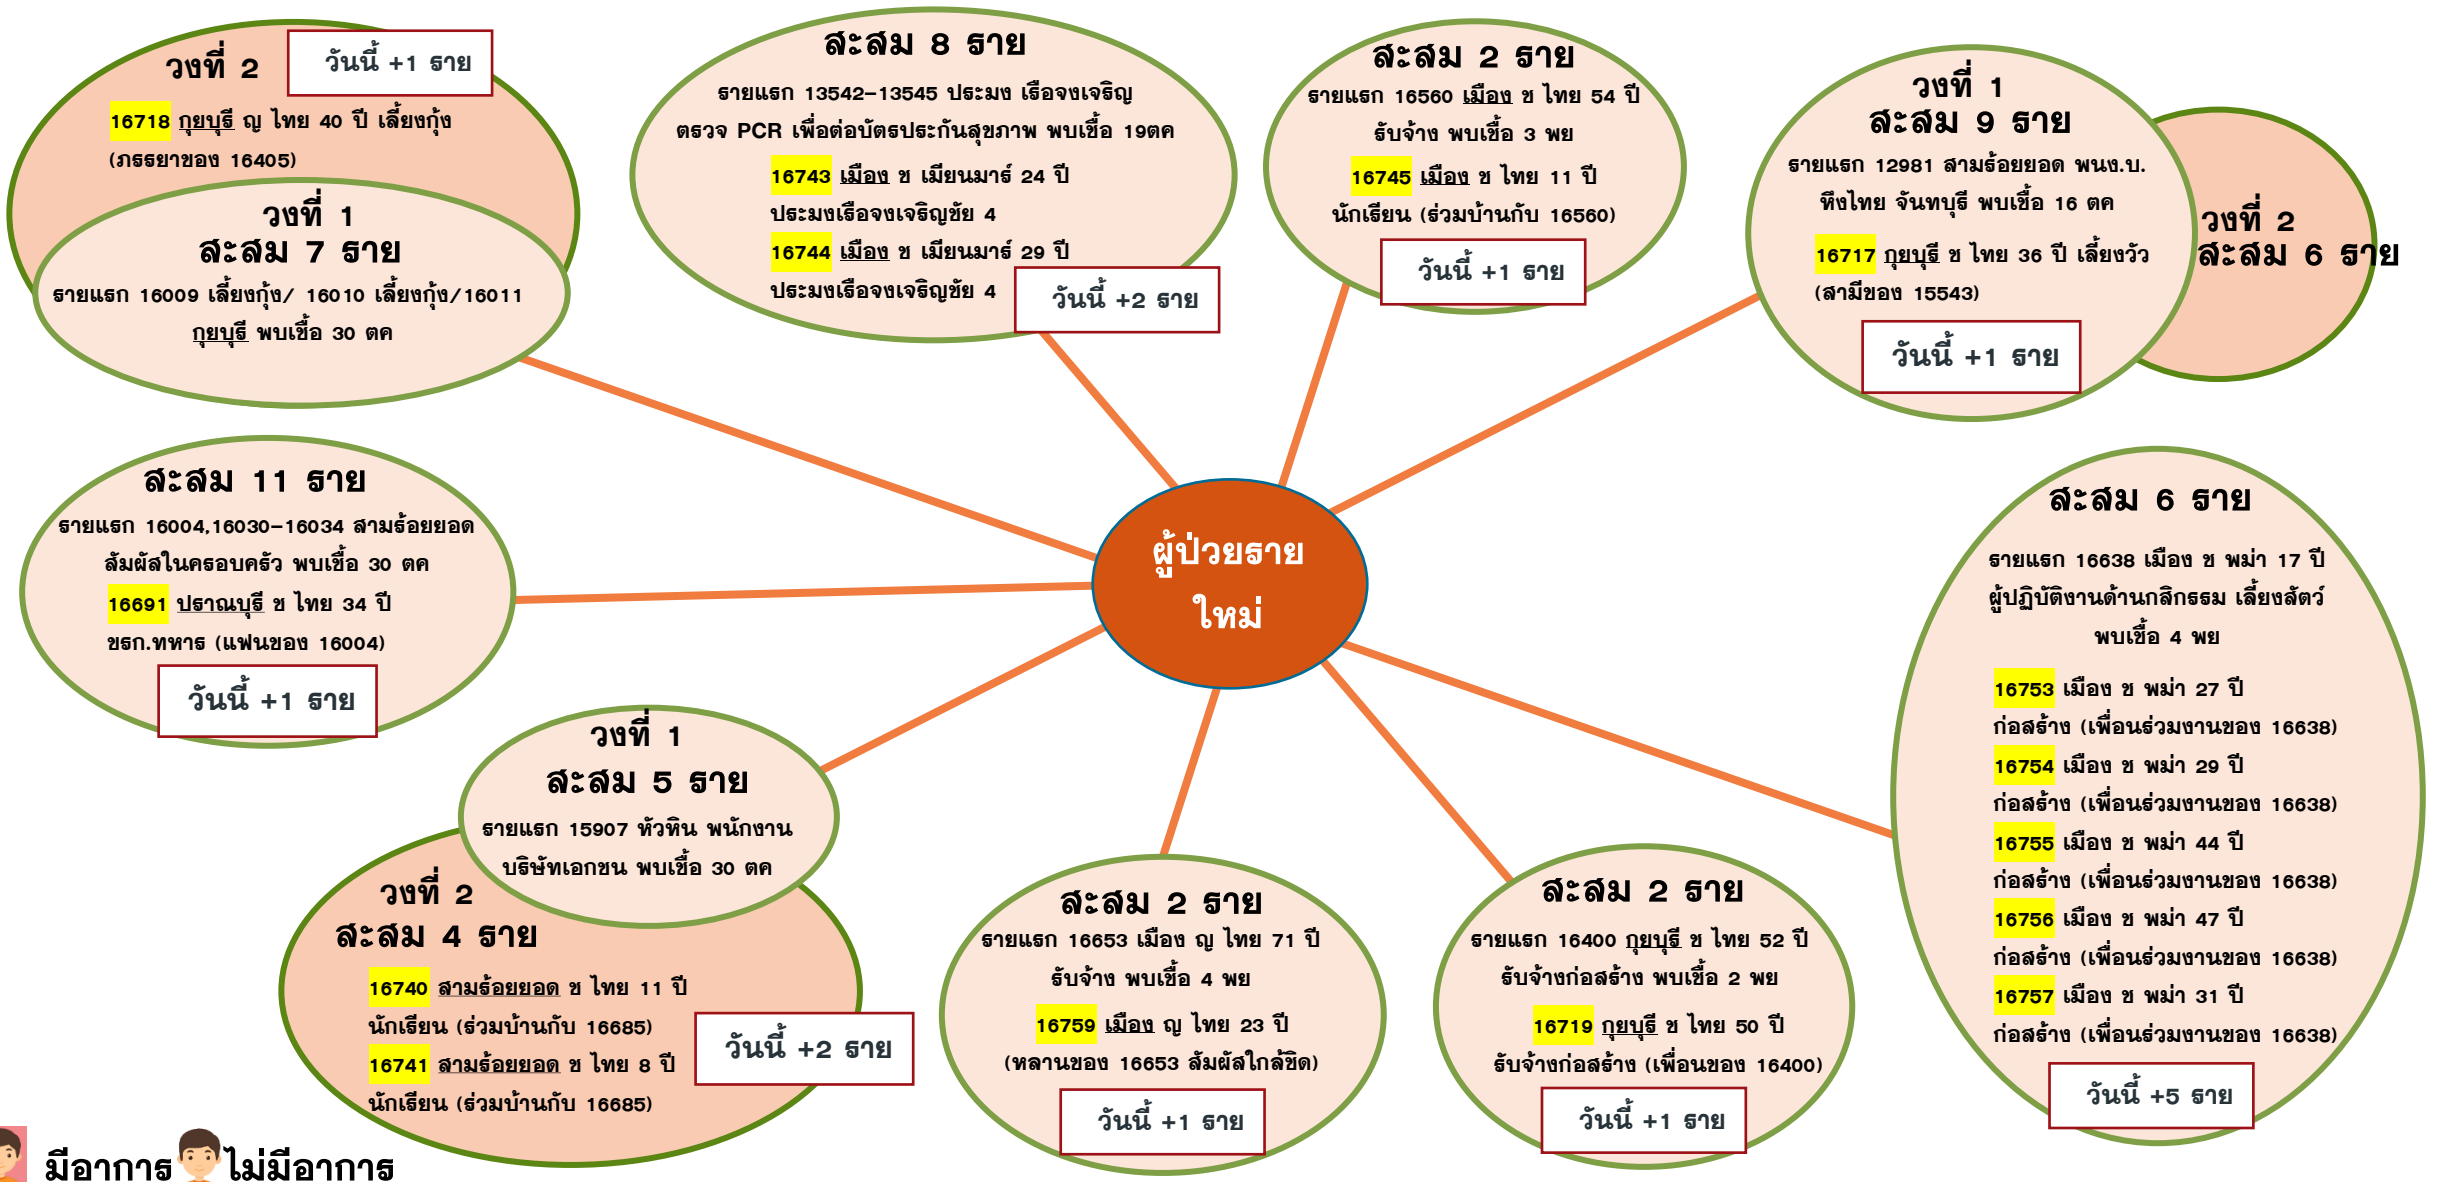 วงที่ 2
วันนี้ +1 ราย
16718 กุยบุรี ญ ไทย 40 ปี เลี้ยงกุ้ง
(ภรรยาของ 16405)
วงที่ 1
สะสม 7 ราย
รายแรก 16009 เลี้ยงกุ้ง/ 16010 เลี้ยงกุ้ง/16011
กุยบุรี พบเชื้อ 30 ตค
สะสม 8 ราย
รายแรก 13542-13545 ประมง เรือจงเจริญ
ตรวจ PCR เพื่อต่อบัตรประกันสุขภาพ พบเชื้อ 19ตค
16743 เมือง ช เมียนมาร์ 24 ปี
ประมงเรือจงเจริญชัย 4
16744 เมือง ช เมียนมาร์ 29 ปี
ประมงเรือจงเจริญชัย 4
วันนี้ +2 ราย
สะสม 2 ราย
รายแรก 16560 เมือง ช ไทย 54 ปี
รับจ้าง พบเชื้อ 3 พย
16745 เมือง ช ไทย 11 ปี
นักเรียน (ร่วมบ้านกับ 16560)
วันนี้ +1 ราย
วงที่ 1
สะสม 9 ราย
รายแรก 12981 สามร้อยยอด พนง.บ.
ทึงไทย จันทบุรี พบเชื้อ 16 ตค
16717 กุยบุรี ช ไทย 36 ปี เลี้ยงวัว
(สามีของ 15543)
วันนี้ +1 ราย
วงที่ 2
สะสม 6 ราย
สะสม 11 ราย
รายแรก 16004,16030-16034 สามร้อยยอด
สัมผัสในครอบครัว พบเชื้อ 30 ตค
16691 ปราณบุรี ช ไทย 34 ปี
ขรก.ทหาร (แฟนของ 16004)
วันนี้ +1 ราย
ผู้ป่วยราย
ใหม่
สะสม 6 ราย
รายแรก 16638 เมือง ช พม่า 17 ปี
ผู้ปฏิบัติงานด้านกสิกรรม เลี้ยงสัตว์
พบเชื้อ 4 พย
16753 เมือง ช พม่า 27 ปี
ก่อสร้าง (เพื่อนร่วมงานของ 16638)
16754 เมือง ช พม่า 29 ปี
ก่อสร้าง (เพื่อนร่วมงานของ 16638)
16755 เมือง ช พม่า 44 ปี
ก่อสร้าง (เพื่อนร่วมงานของ 16638)
16756 เมือง ช พม่า 47 ปี
ก่อสร้าง (เพื่อนร่วมงานของ 16638)
16757 เมือง ช พม่า 31 ปี
ก่อสร้าง (เพื่อนร่วมงานของ 16638)
วันนี้ +5 ราย
วงที่ 1
สะสม 5 ราย
รายแรก 15907 หัวหิน พนักงาน
บริษัทเอกชน พบเชื้อ 30 ตค
วงที่ 2
สะสม 4 ราย
16740 สามร้อยยอด ช ไทย 11 ปี
นักเรียน (ร่วมบ้านกับ 16685)
16741 สามร้อยยอด ช ไทย 8 ปี
นักเรียน (ร่วมบ้านกับ 16685)
วันนี้ +2 ราย
สะสม 2 ราย
รายแรก 16653 เมือง ญ ไทย 71 ปี
รับจ้าง พบเชื้อ 4 พย
16759 เมือง ญ ไทย 23 ปี
(หลานของ 16653 สัมผัสใกล้ชิด)
วันนี้ +1 ราย
สะสม 2 ราย
รายแรก 16400 กุยบุรี ช ไทย 52 ปี
รับจ้างก่อสร้าง พบเชื้อ 2 พย
16719 กุยบุรี ช ไทย 50 ปี
รับจ้างก่อสร้าง (เพื่อนของ 16400)
วันนี้ +1 ราย
มีอาการ ไม่มีอาการ